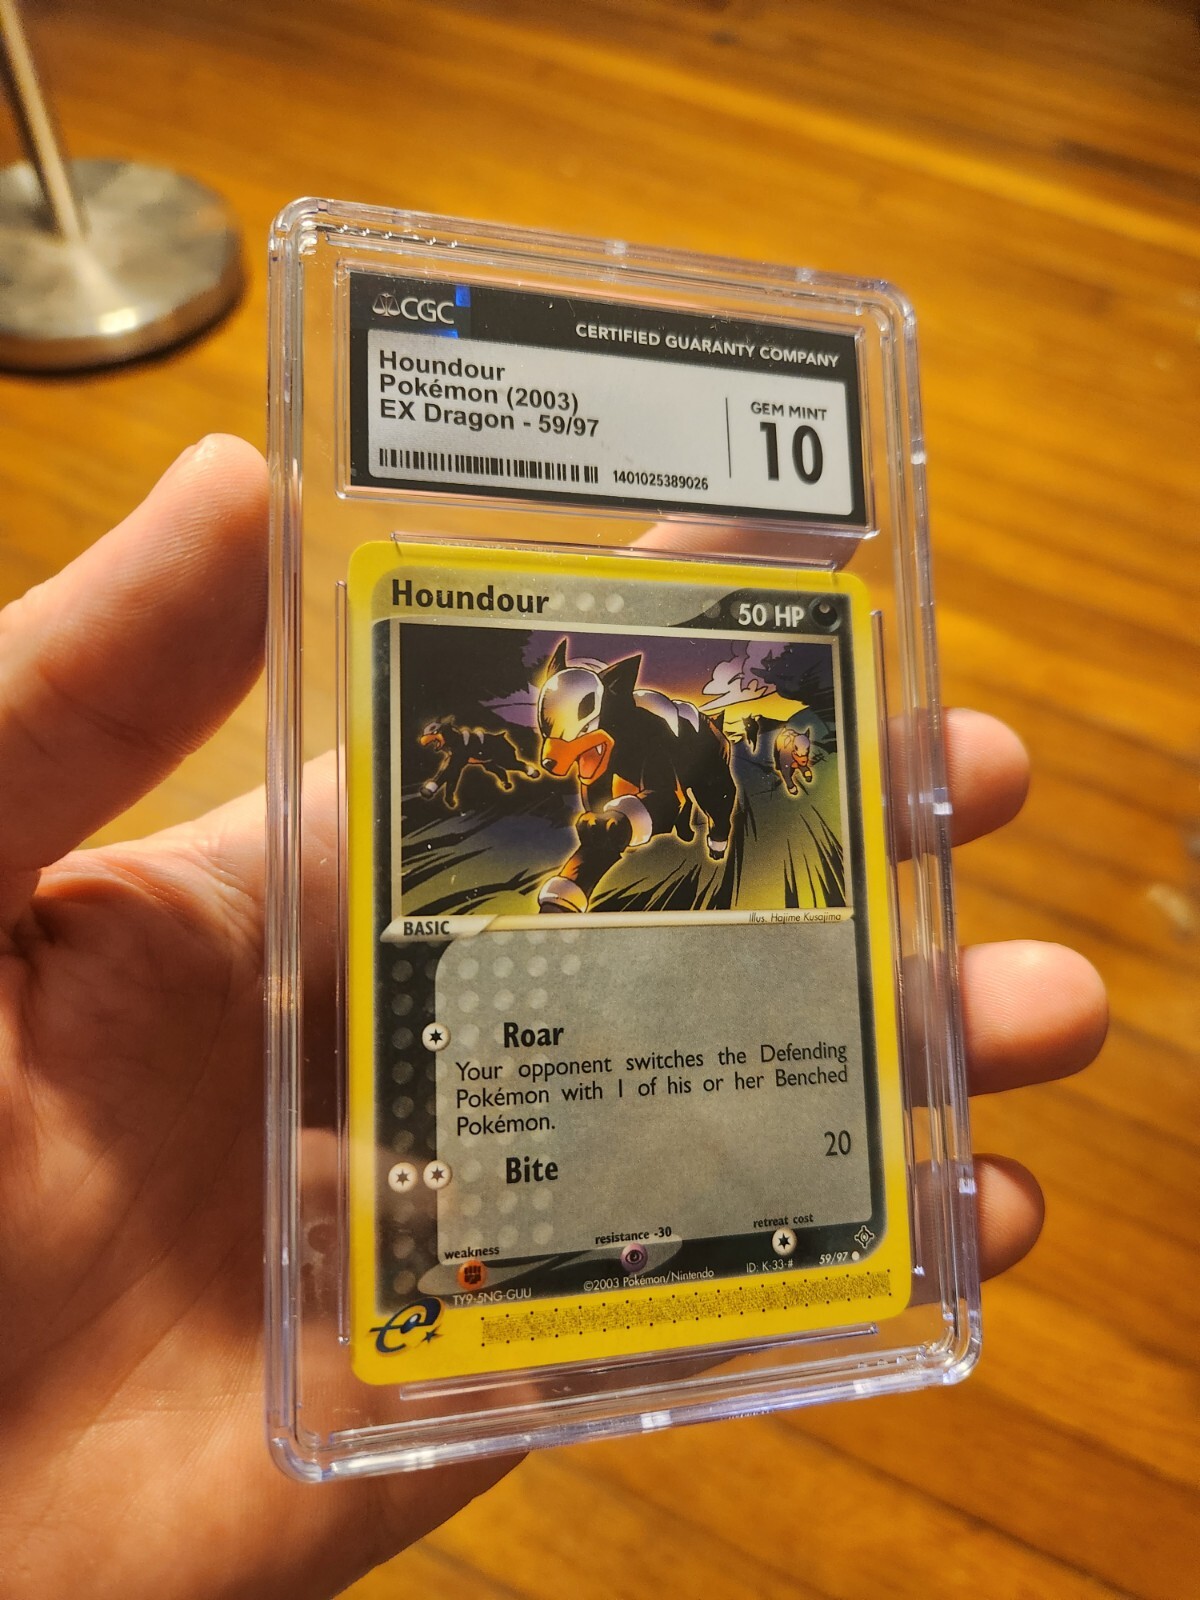 CGC
CERTIFIED GUARANTY COMPANY
Houndour
Pokémon (2003)
EX Dragon - 59/97
1401025389026
GEM MINT
10
Houndour
50 HP
BASIC
Illus. Hajime Kusajima
Roar
Your opponent switches the Defending
Pokémon with 1 of his or her Benched
Pokémon.
Bite
20
weakness
resistance -30
retreat cost
TY9-5NG-GUU
©2003 Pokémon/Nintendo
ID: K-33-#
59/97
e